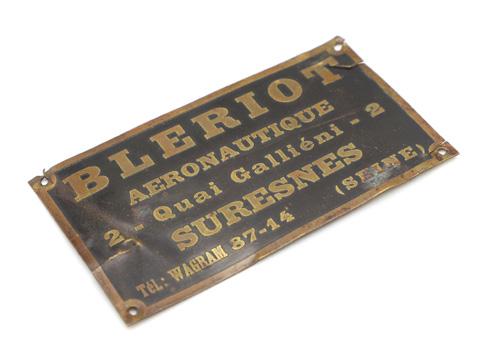 BLERIOT
AERONAUTIQUE
2 - Quai Galliéni - 2
SURESNES
(SEINE)
TéL: WAGRAM 37-14